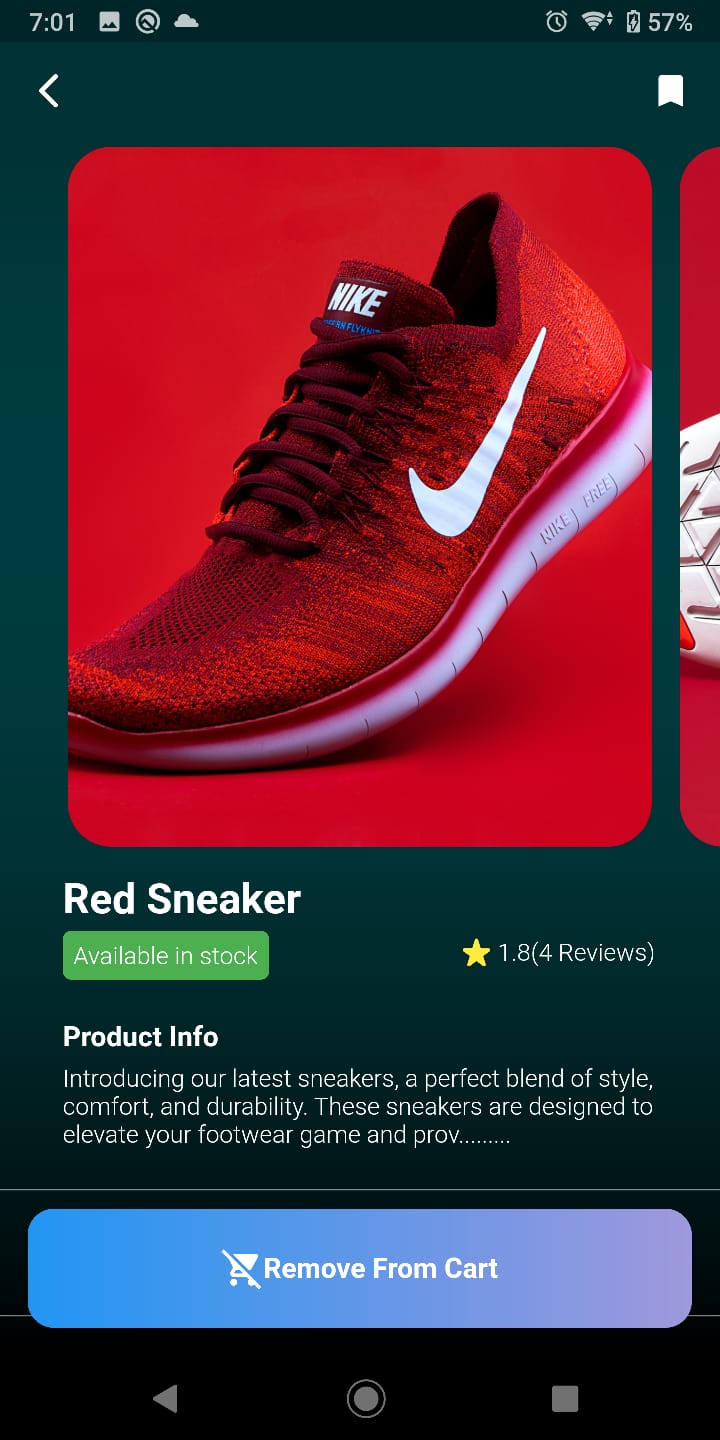 7:01
57%
NIKE
NIKE FREE
Red Sneaker
Available in stock
1.8(4 Reviews)
Product Info
Introducing our latest sneakers, a perfect blend of style,
comfort, and durability. These sneakers are designed to
elevate your footwear game and prov.........
Remove From Cart